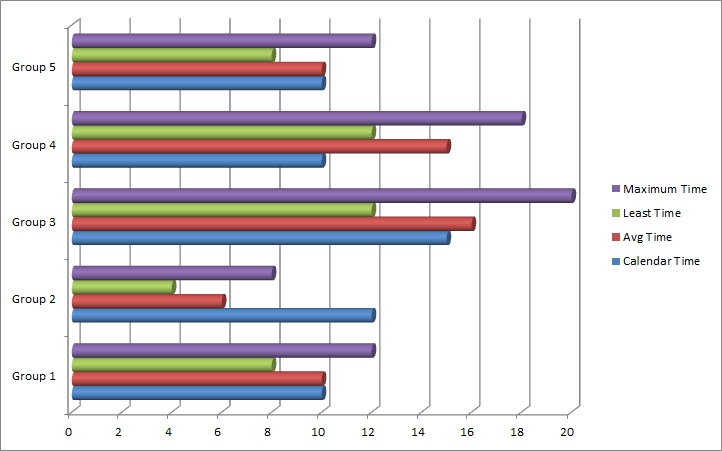 Group 5
Group 4
Group 3
Group 2
Group 1
0 2 4 6 8 10 12 14 16 18 20
Maximum Time
Least Time
Avg Time
Calendar Time